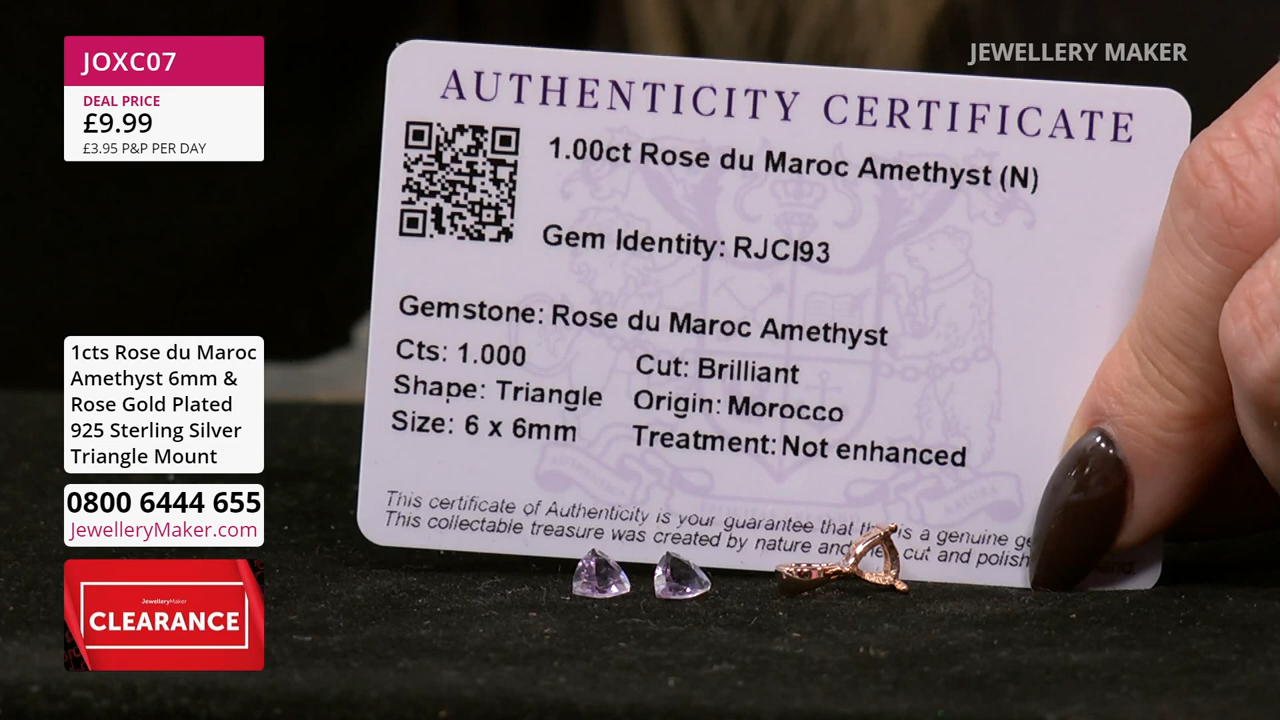 JOXC07
DEAL PRICE
£9.99
£3.95 P&P PER DAY
1cts Rose du Maroc
Amethyst 6mm &
Rose Gold Plated
925 Sterling Silver
Triangle Mount
0800 6444 655
JewelleryMaker.com
JewelleryMaker
CLEARANCE
JEWELLERY MAKER
AUTHENTICITY CERTIFICATE
1.00ct Rose du Maroc Amethyst (N)
Gem Identity: RJCI93
Gemstone: Rose du Maroc Amethyst
Cts: 1.000 Cut: Brilliant
Shape: Triangle Origin: Morocco
Size: 6 x 6mm Treatment: Not enhanced
This certificate of Authenticity is your guarantee that is a genuine
This collectable treasure was created by nature and cut and